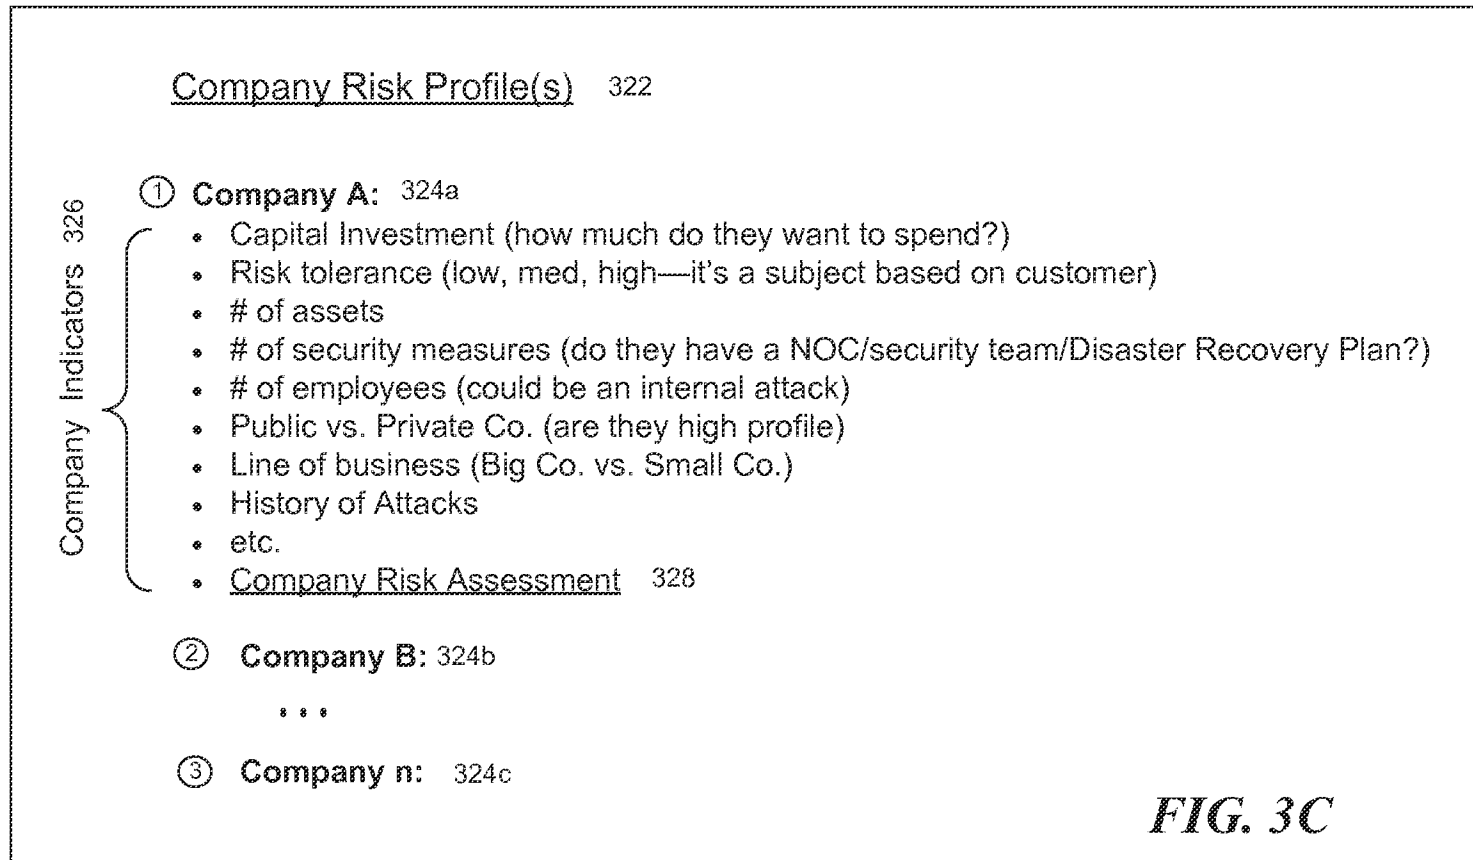 Company Risk Profile(s) 322
① Company A: 324a
Company Indicators 326
• Capital Investment (how much do they want to spend?)
• Risk tolerance (low, med, high—it's a subject based on customer)
• # of assets
• # of security measures (do they have a NOC/security team/Disaster Recovery Plan?)
• # of employees (could be an internal attack)
• Public vs. Private Co. (are they high profile)
• Line of business (Big Co. vs. Small Co.)
• History of Attacks
• etc.
• Company Risk Assessment 328
② Company B: 324b
• • •
③ Company n: 324c
FIG. 3C